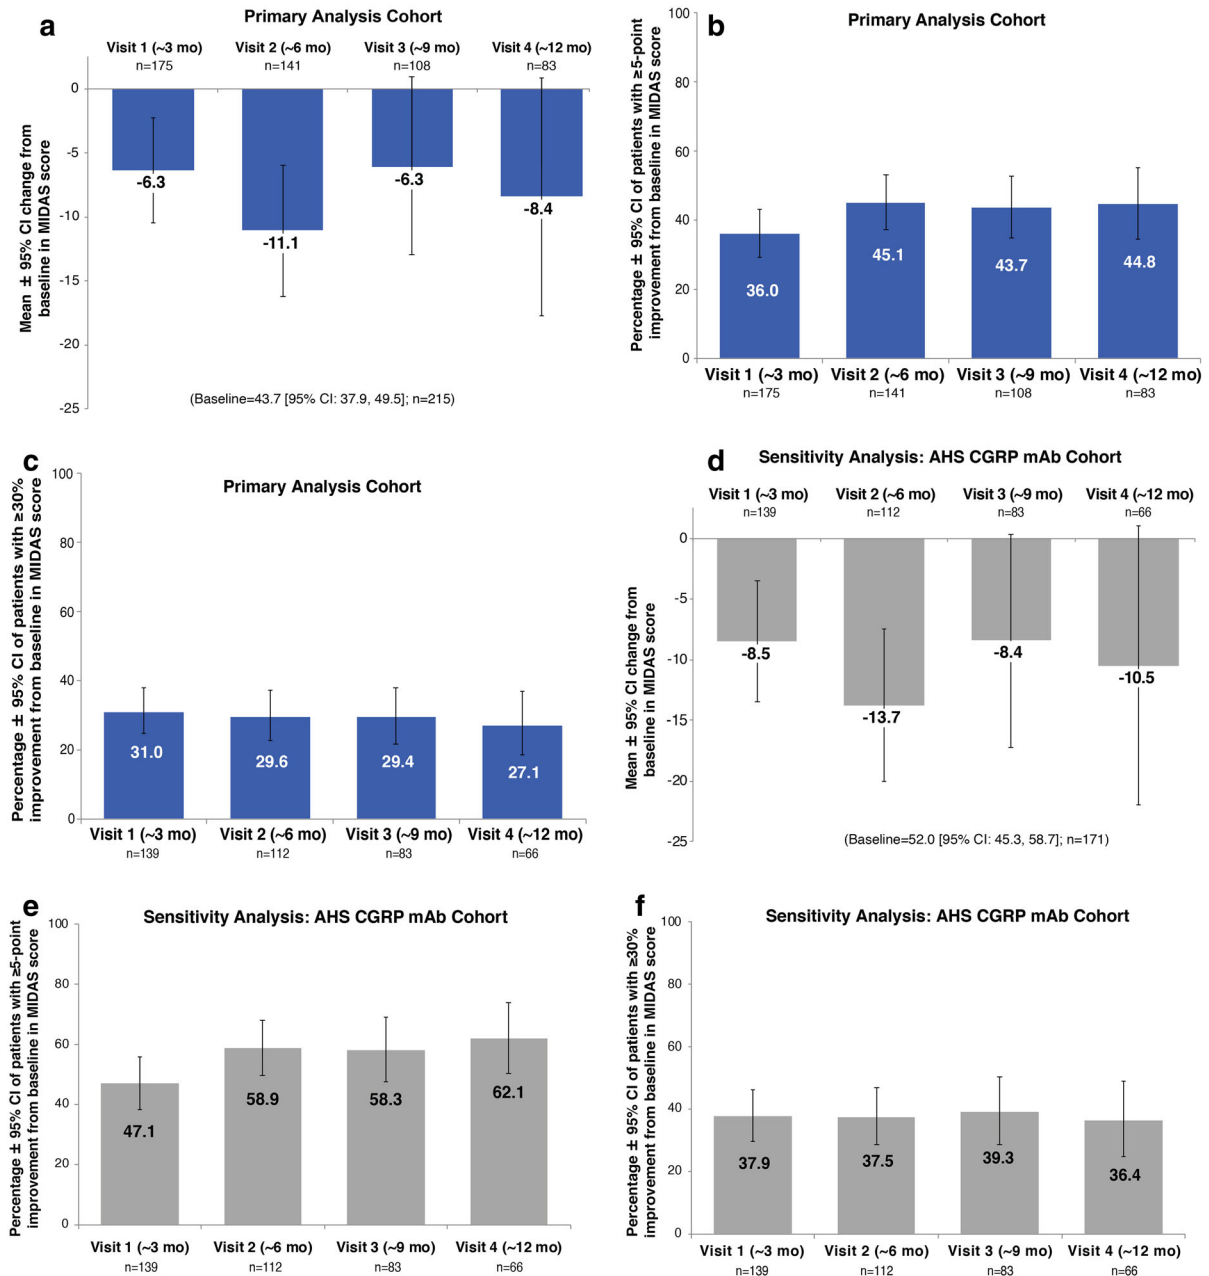 a
Primary Analysis Cohort
Visit 1 (~3 mo) Visit 2 (~6 mo) Visit 3 (~9 mo) Visit 4 (~12 mo)
n=175 n=141 n=108 n=83
Mean ± 95% CI change from
baseline in MIDAS score
0
-5
-10
-15
-20
-25
-6.3
-11.1
-6.3
-8.4
(Baseline=43.7 [95% CI: 37.9, 49.5]; n=215)
b
Primary Analysis Cohort
Percentage ± 95% CI of patients with ≥5-point
improvement from baseline in MIDAS score
100
80
60
40
20
0
36.0
45.1
43.7
44.8
Visit 1 (~3 mo) Visit 2 (~6 mo) Visit 3 (~9 mo) Visit 4 (~12 mo)
n=175 n=141 n=108 n=83
c
Primary Analysis Cohort
Percentage ± 95% CI of patients with ≥30%
improvement from baseline in MIDAS score
100
80
60
40
20
0
31.0
29.6
29.4
27.1
Visit 1 (~3 mo) Visit 2 (~6 mo) Visit 3 (~9 mo) Visit 4 (~12 mo)
n=139 n=112 n=83 n=66
d
Sensitivity Analysis: AHS CGRP mAb Cohort
Visit 1 (~3 mo) Visit 2 (~6 mo) Visit 3 (~9 mo) Visit 4 (~12 mo)
n=139 n=112 n=83 n=66
Mean ± 95% CI change from
baseline in MIDAS score
0
-5
-10
-15
-20
-25
-8.5
-13.7
-8.4
-10.5
(Baseline=52.0 [95% CI: 45.3, 58.7]; n=171)
e
Sensitivity Analysis: AHS CGRP mAb Cohort
Percentage ± 95% CI of patients with ≥5-point
improvement from baseline in MIDAS score
100
80
60
40
20
0
47.1
58.9
58.3
62.1
Visit 1 (~3 mo) Visit 2 (~6 mo) Visit 3 (~9 mo) Visit 4 (~12 mo)
n=139 n=112 n=83 n=66
f
Sensitivity Analysis: AHS CGRP mAb Cohort
Percentage ± 95% CI of patients with ≥30%
improvement from baseline in MIDAS score
100
80
60
40
20
0
37.9
37.5
39.3
36.4
Visit 1 (~3 mo) Visit 2 (~6 mo) Visit 3 (~9 mo) Visit 4 (~12 mo)
n=139 n=112 n=83 n=66